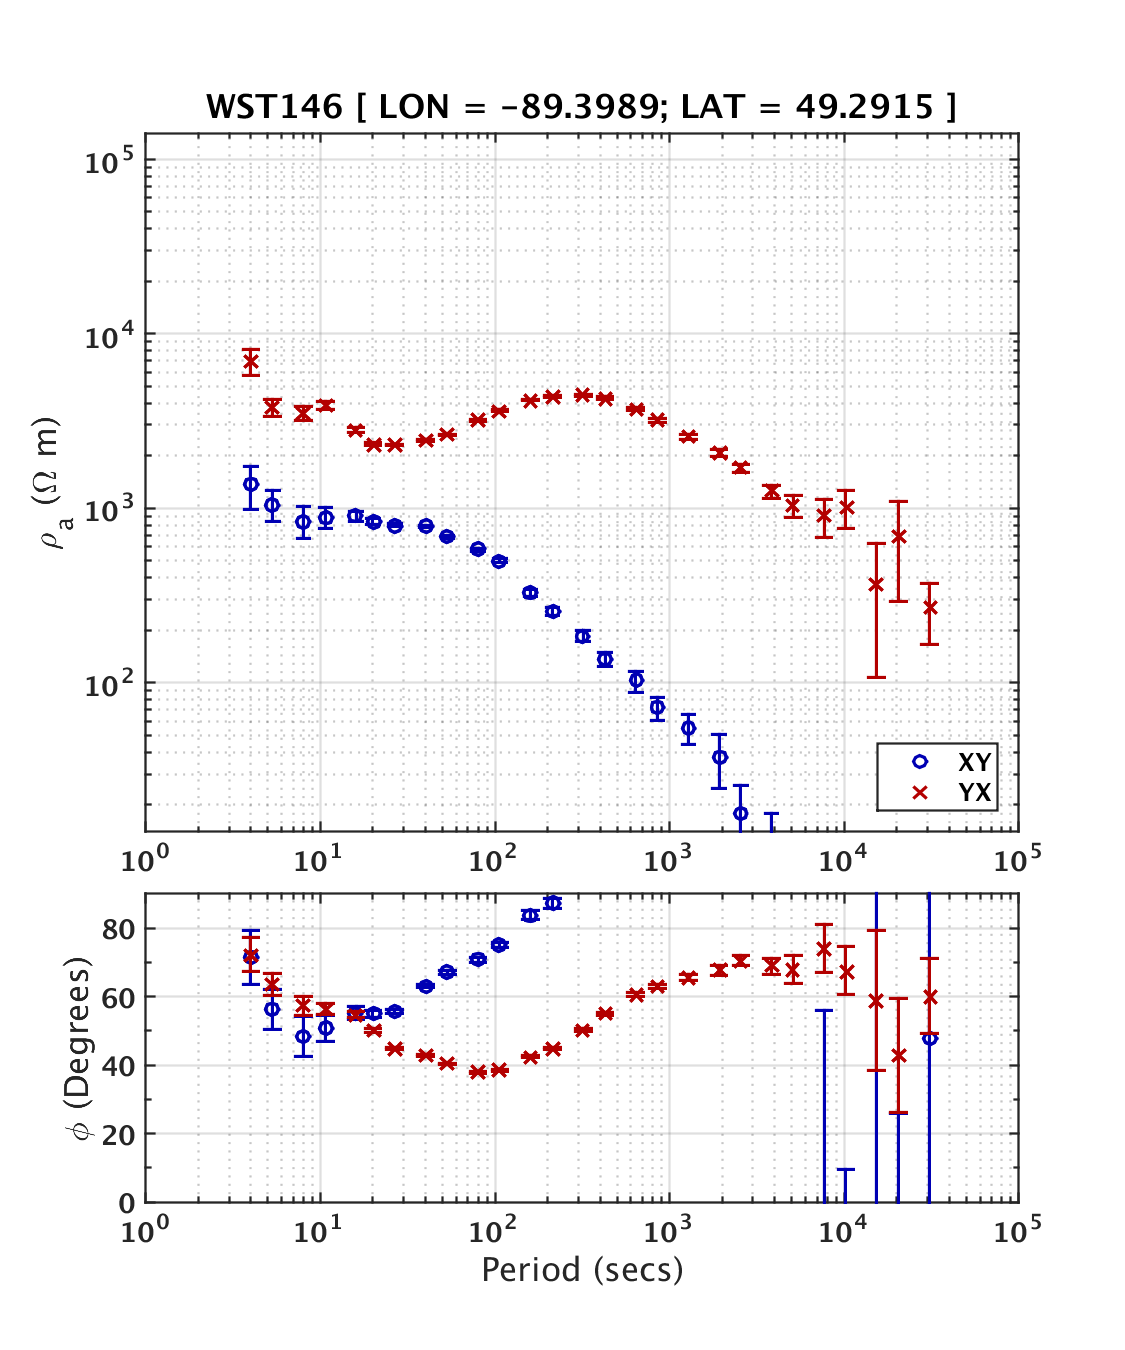 WST146 [ LON = -89.3989; LAT = 49.2915 ]
10^5
10^4
10^3
10^2
ρ_a (Ω m)
XY
YX
10^0 10^1 10^2 10^3 10^4 10^5
80
60
40
20
0
ϕ (Degrees)
10^0 10^1 10^2 10^3 10^4 10^5
Period (secs)